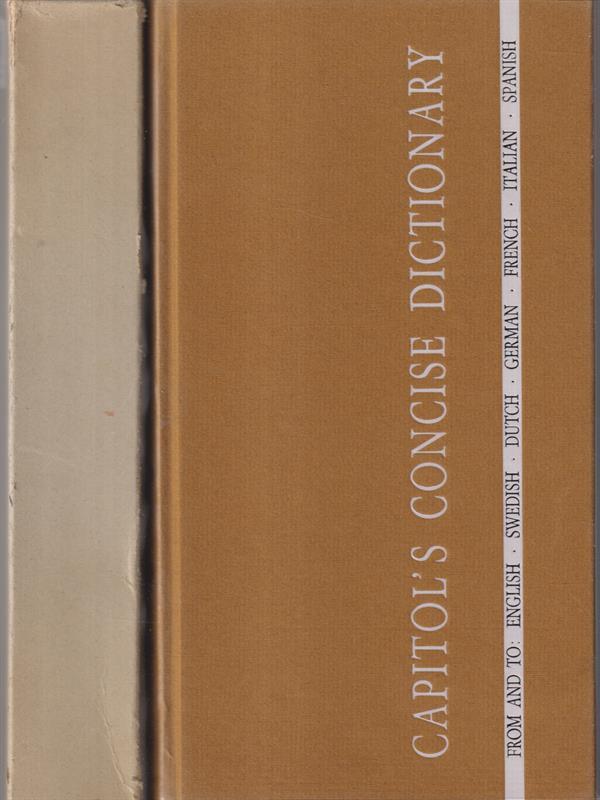 CAPITOL'S CONCISE DICTIONARY
FROM AND TO: ENGLISH · SWEDISH · DUTCH · GERMAN · FRENCH · ITALIAN · SPANISH